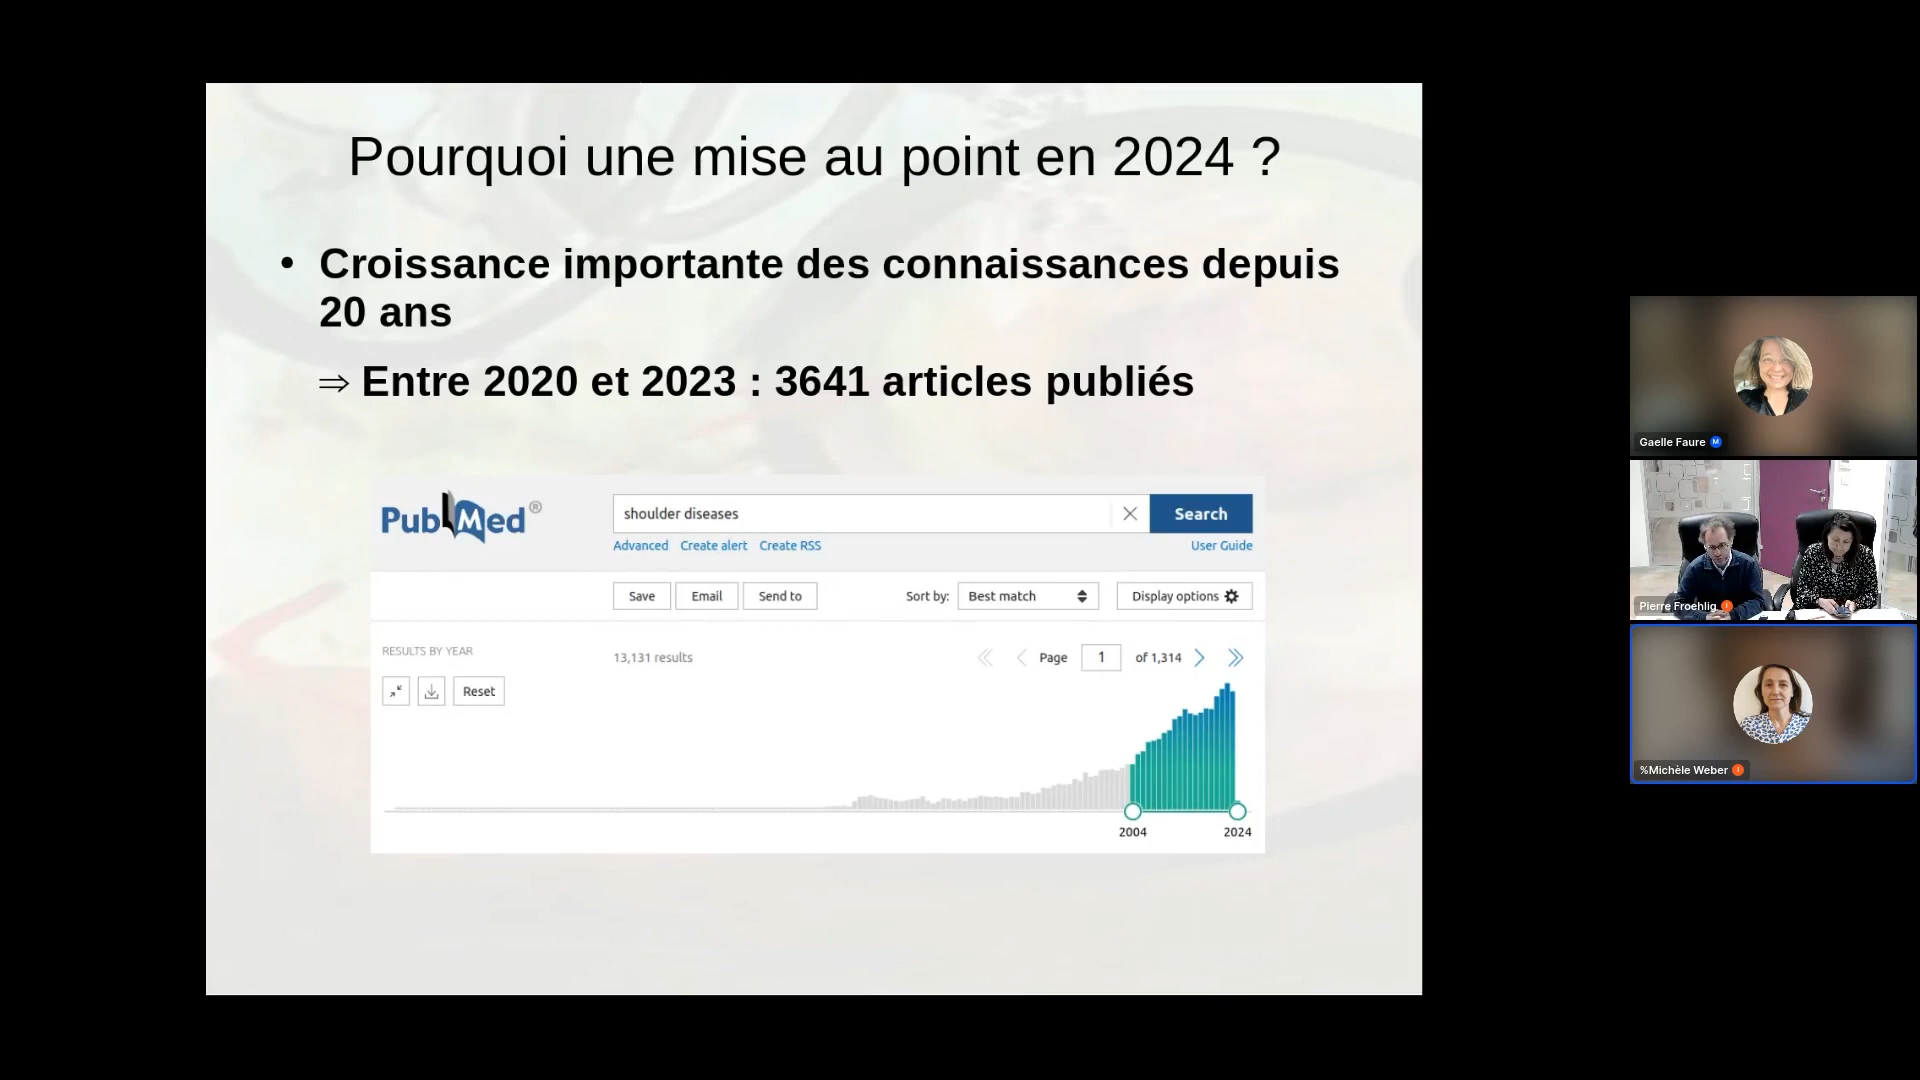 Pourquoi une mise au point en 2024 ?
• Croissance importante des connaissances depuis
20 ans
⇒ Entre 2020 et 2023 : 3641 articles publiés
PubMed®
shoulder diseases
Search
Advanced Create alert Create RSS
User Guide
Save Email Send to
Sort by: Best match
Display options
RESULTS BY YEAR
13,131 results
Page 1 of 1,314
Reset
2004 2024
Gaelle Faure M
Pierre Froehlig I
%Michèle Weber I